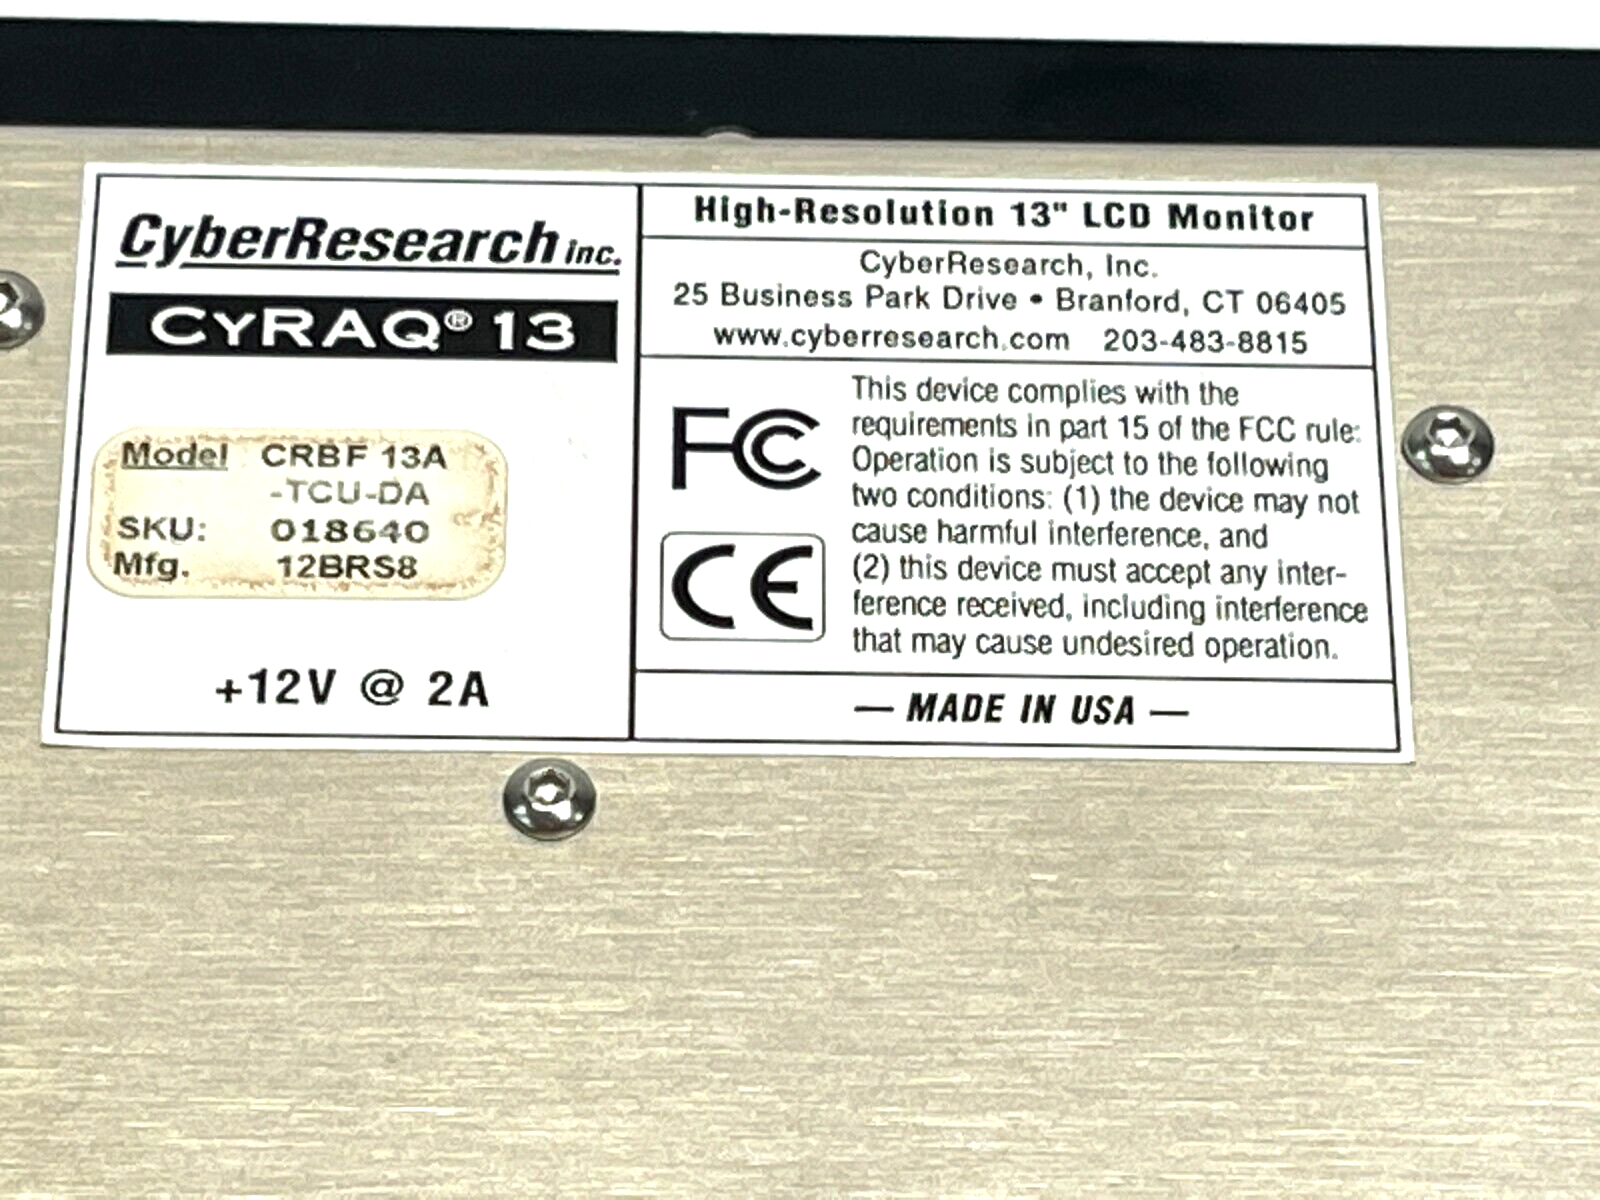 CyberResearch inc.
CYRAQ® 13
Model CRBF 13A
-TCU-DA
SKU: 018640
Mfg. 12BRS8
+12V @ 2A
High-Resolution 13" LCD Monitor
CyberResearch, Inc.
25 Business Park Drive • Branford, CT 06405
www.cyberresearch.com 203-483-8815
FC
CE
This device complies with the
requirements in part 15 of the FCC rule:
Operation is subject to the following
two conditions: (1) the device may not
cause harmful interference, and
(2) this device must accept any inter-
ference received, including interference
that may cause undesired operation.
— MADE IN USA —